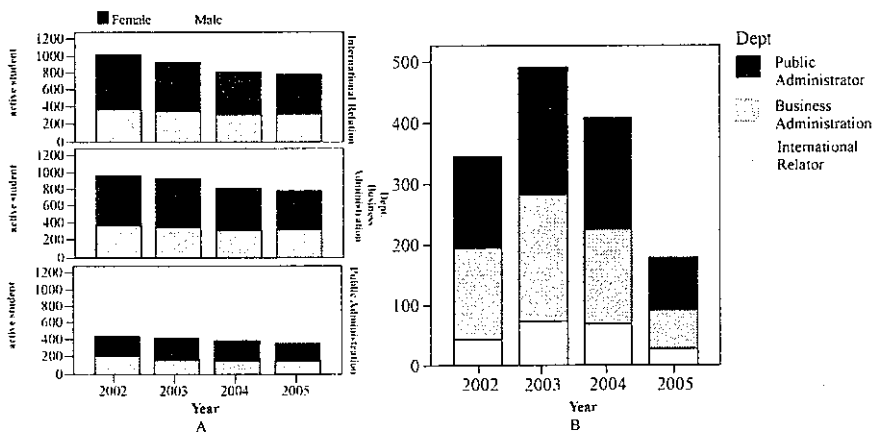 Female Male
1200
1000
800
600
400
200
0
active student
International Relation
1200
1000
800
600
400
200
0
active student
Dept.
Business
Administration
1200
1000
800
600
400
200
0
active student
Public Administration
2002 2003 2004 2005
Year
A
500
400
300
200
100
0
2002 2003 2004 2005
Year
B
Dept
Public
Administrator
Business
Administration
International
Relator